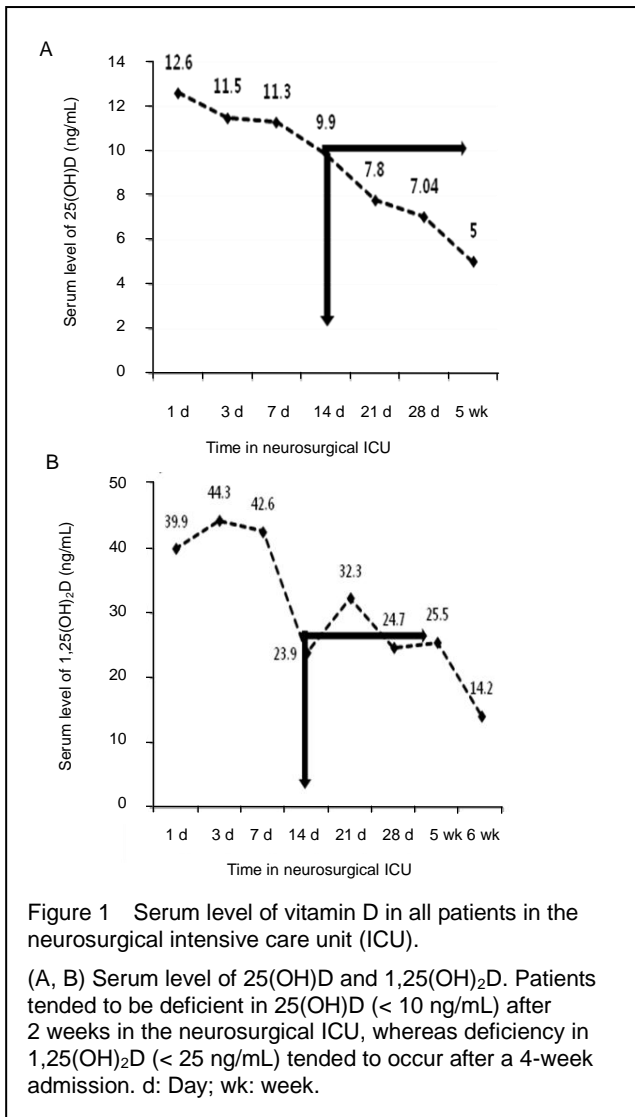 A
Serum level of 25(OH)D (ng/mL)
14
12
10
8
6
4
2
0
12.6
11.5
11.3
9.9
7.8
7.04
5
1 d 3 d 7 d 14 d 21 d 28 d 5 wk
Time in neurosurgical ICU
B
Serum level of 1,25(OH)₂D (ng/mL)
50
40
30
20
10
0
39.9
44.3
42.6
23.9
32.3
24.7
25.5
14.2
1 d 3 d 7 d 14 d 21 d 28 d 5 wk 6 wk
Time in neurosurgical ICU
Figure 1 Serum level of vitamin D in all patients in the
neurosurgical intensive care unit (ICU).
(A, B) Serum level of 25(OH)D and 1,25(OH)₂D. Patients
tended to be deficient in 25(OH)D (< 10 ng/mL) after
2 weeks in the neurosurgical ICU, whereas deficiency in
1,25(OH)₂D (< 25 ng/mL) tended to occur after a 4-week
admission. d: Day; wk: week.